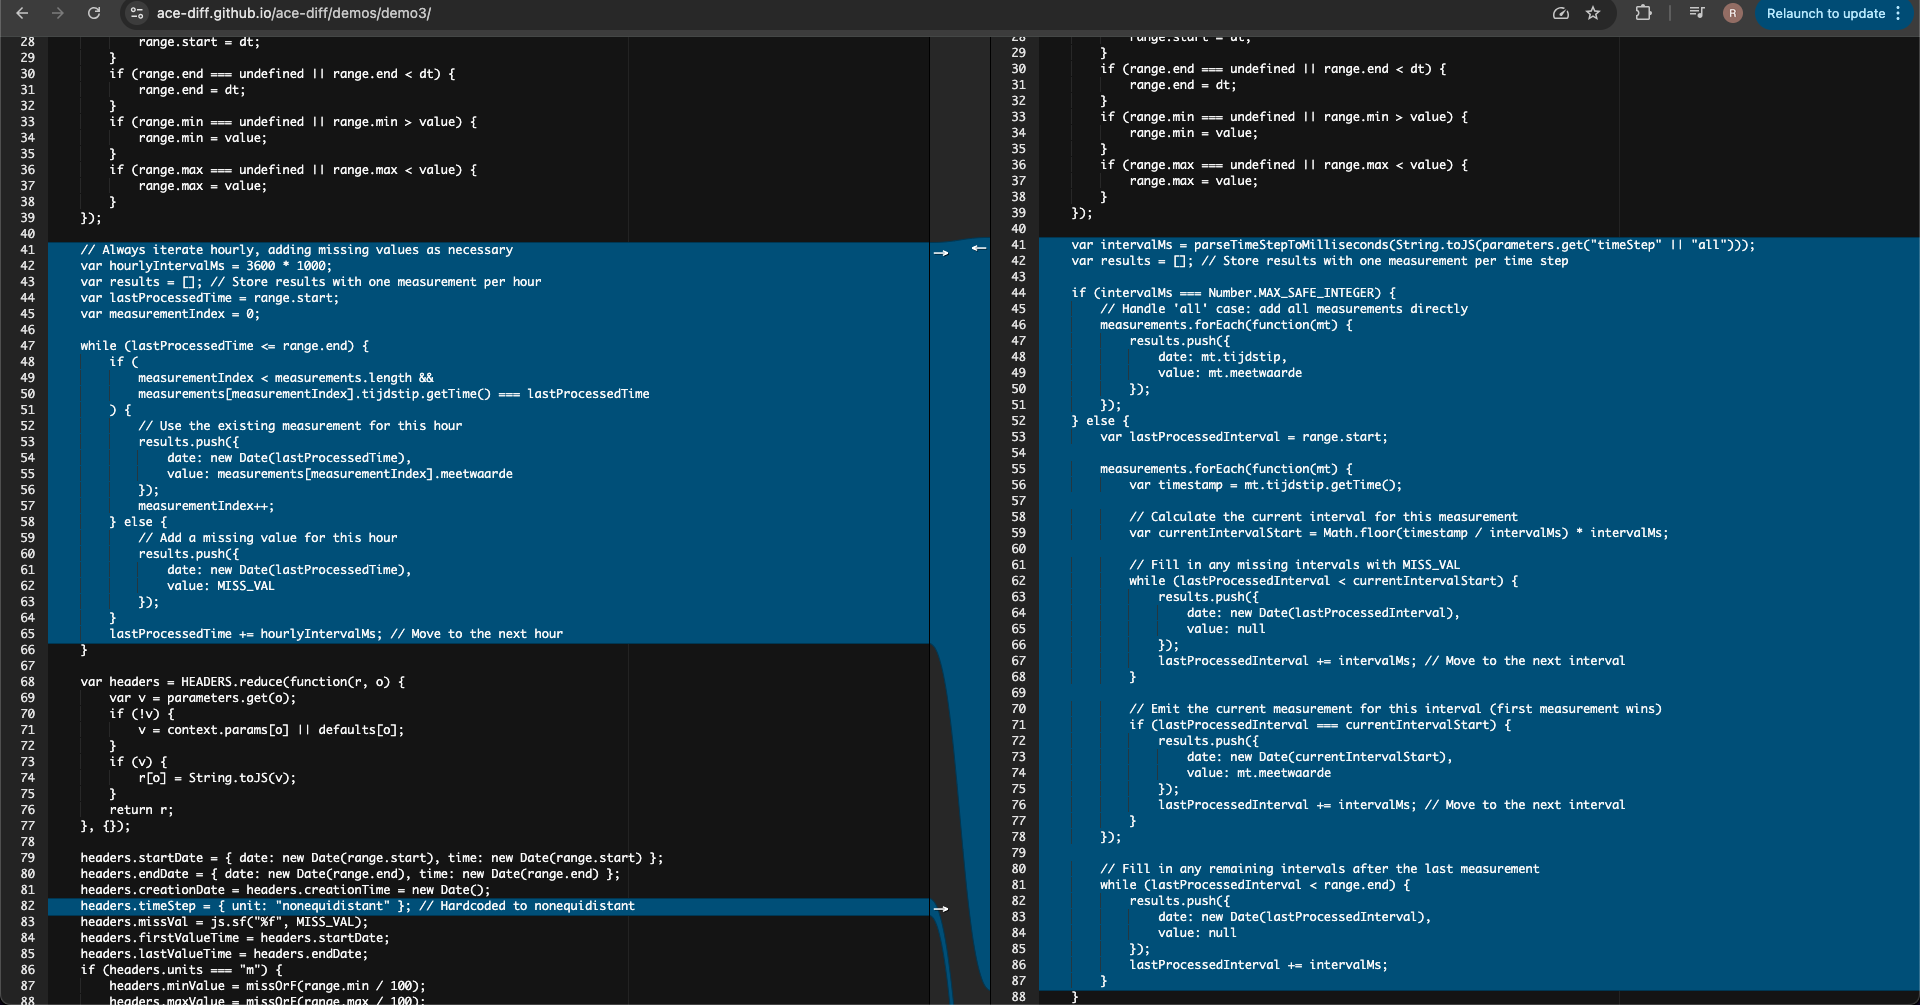 ace-diff.github.io/ace-diff/demos/demo3/
R
Relaunch to update
28 range.start = dt;
29 }
30 if (range.end === undefined || range.end < dt) {
31 range.end = dt;
32 }
33 if (range.min === undefined || range.min > value) {
34 range.min = value;
35 }
36 if (range.max === undefined || range.max < value) {
37 range.max = value;
38 }
39 });
40
41 // Always iterate hourly, adding missing values as necessary
42 var hourlyIntervalMs = 3600 * 1000;
43 var results = []; // Store results with one measurement per hour
44 var lastProcessedTime = range.start;
45 var measurementIndex = 0;
46
47 while (lastProcessedTime <= range.end) {
48 if (
49 measurementIndex < measurements.length &&
50 measurements[measurementIndex].tijdstip.getTime() === lastProcessedTime
51 ) {
52 // Use the existing measurement for this hour
53 results.push({
54 date: new Date(lastProcessedTime),
55 value: measurements[measurementIndex].meetwaarde
56 });
57 measurementIndex++;
58 } else {
59 // Add a missing value for this hour
60 results.push({
61 date: new Date(lastProcessedTime),
62 value: MISS_VAL
63 });
64 }
65 lastProcessedTime += hourlyIntervalMs; // Move to the next hour
66 }
67
68 var headers = HEADERS.reduce(function(r, o) {
69 var v = parameters.get(o);
70 if (!v) {
71 v = context.params[o] || defaults[o];
72 }
73 if (v) {
74 r[o] = String.toJS(v);
75 }
76 return r;
77 }, {});
78
79 headers.startDate = { date: new Date(range.start), time: new Date(range.start) };
80 headers.endDate = { date: new Date(range.end), time: new Date(range.end) };
81 headers.creationDate = headers.creationTime = new Date();
82 headers.timeStep = { unit: "nonequidistant" }; // Hardcoded to nonequidistant
83 headers.missVal = js.sf("%f", MISS_VAL);
84 headers.firstValueTime = headers.startDate;
85 headers.lastValueTime = headers.endDate;
86 if (headers.units === "m") {
87 headers.minValue = missOrF(range.min / 100);
88 headers.maxValue = missOrF(range.max / 100);
28 range.start = dt;
29 }
30 if (range.end === undefined || range.end < dt) {
31 range.end = dt;
32 }
33 if (range.min === undefined || range.min > value) {
34 range.min = value;
35 }
36 if (range.max === undefined || range.max < value) {
37 range.max = value;
38 }
39 });
40
41 var intervalMs = parseTimeStepToMilliseconds(String.toJS(parameters.get("timeStep" || "all")));
42 var results = []; // Store results with one measurement per time step
43
44 if (intervalMs === Number.MAX_SAFE_INTEGER) {
45 // Handle 'all' case: add all measurements directly
46 measurements.forEach(function(mt) {
47 results.push({
48 date: mt.tijdstip,
49 value: mt.meetwaarde
50 });
51 });
52 } else {
53 var lastProcessedInterval = range.start;
54
55 measurements.forEach(function(mt) {
56 var timestamp = mt.tijdstip.getTime();
57
58 // Calculate the current interval for this measurement
59 var currentIntervalStart = Math.floor(timestamp / intervalMs) * intervalMs;
60
61 // Fill in any missing intervals with MISS_VAL
62 while (lastProcessedInterval < currentIntervalStart) {
63 results.push({
64 date: new Date(lastProcessedInterval),
65 value: null
66 });
67 lastProcessedInterval += intervalMs; // Move to the next interval
68 }
69
70 // Emit the current measurement for this interval (first measurement wins)
71 if (lastProcessedInterval === currentIntervalStart) {
72 results.push({
73 date: new Date(currentIntervalStart),
74 value: mt.meetwaarde
75 });
76 lastProcessedInterval += intervalMs; // Move to the next interval
77 }
78 });
79
80 // Fill in any remaining intervals after the last measurement
81 while (lastProcessedInterval < range.end) {
82 results.push({
83 date: new Date(lastProcessedInterval),
84 value: null
85 });
86 lastProcessedInterval += intervalMs;
87 }
88 }